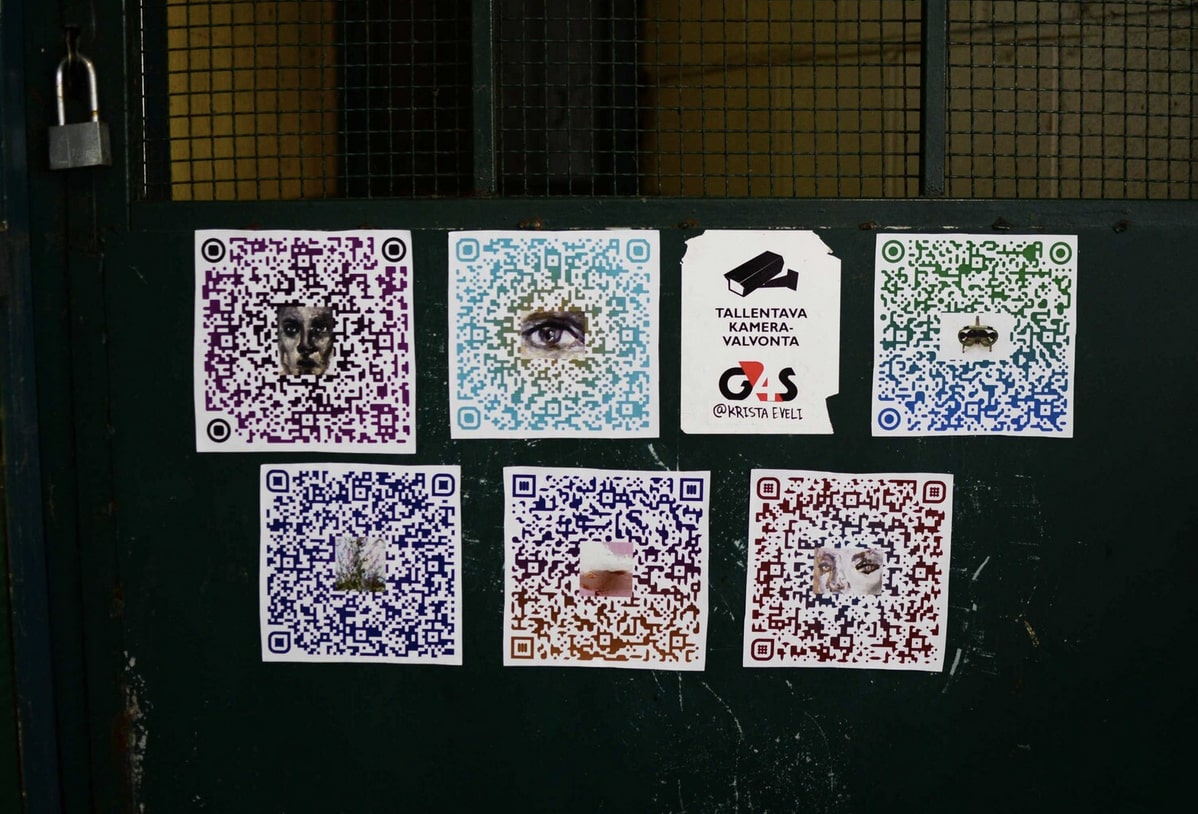 TALLENTAVA
KAMERA-
VALVONTA
G4S
@KRISTA EVELI